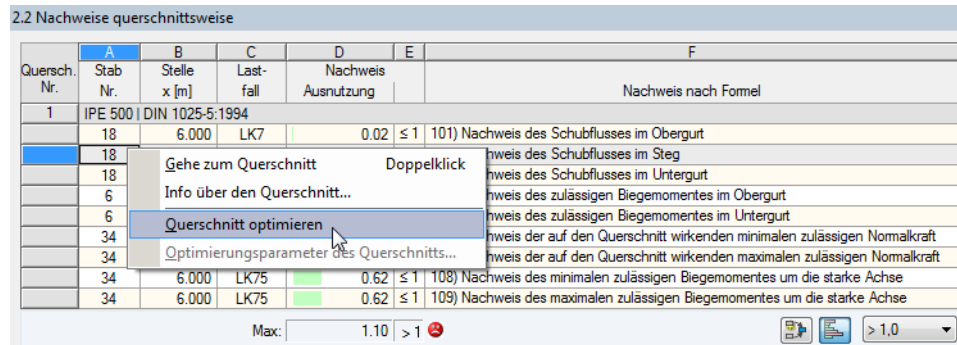 2.2 Nachweise querschnittsweise
A B C D E F
Quersch. Stab Stelle Last- Nachweis
Nr. Nr. x [m] fall Ausnutzung Nachweis nach Formel
1 IPE 500 | DIN 1025-5:1994
18 6.000 LK7 0.02 ≤ 1 101) Nachweis des Schubflusses im Obergurt
18 hweis des Schubflusses im Steg
Gehe zum Querschnitt Doppelklick
18 hweis des Schubflusses im Untergurt
Info über den Querschnitt...
6 hweis des zulässigen Biegemomentes im Obergurt
6 hweis des zulässigen Biegemomentes im Untergurt
Querschnitt optimieren
34 hweis der auf den Querschnitt wirkenden minimalen zulässigen Normalkraft
34 hweis der auf den Querschnitt wirkenden maximalen zulässigen Normalkraft
Optimierungsparameter des Querschnitts...
34 6.000 LK75 0.62 ≤ 1 108) Nachweis des minimalen zulässigen Biegemomentes um die starke Achse
34 6.000 LK75 0.62 ≤ 1 109) Nachweis des maximalen zulässigen Biegemomentes um die starke Achse
Max: 1.10 > 1 > 1,0